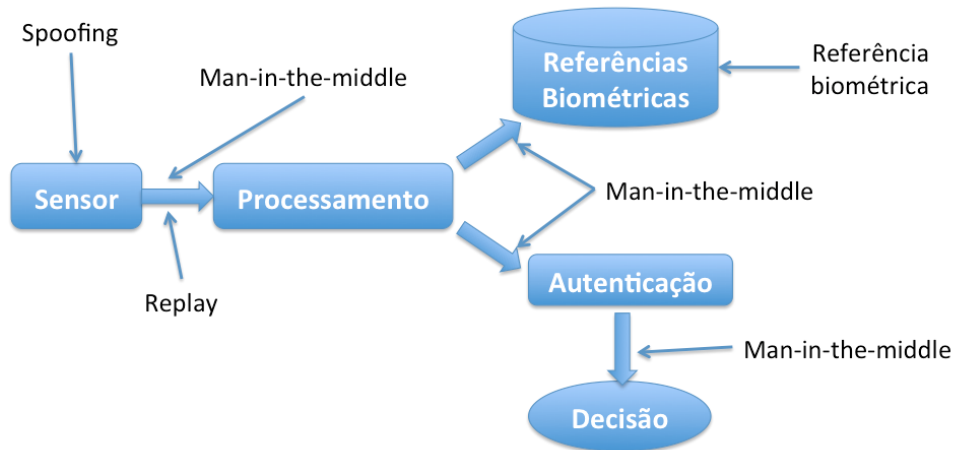 Spoofing
Man-in-the-middle
Referências
Biométricas
Referência
biométrica
Sensor
Processamento
Man-in-the-middle
Replay
Autenticação
Man-in-the-middle
Decisão